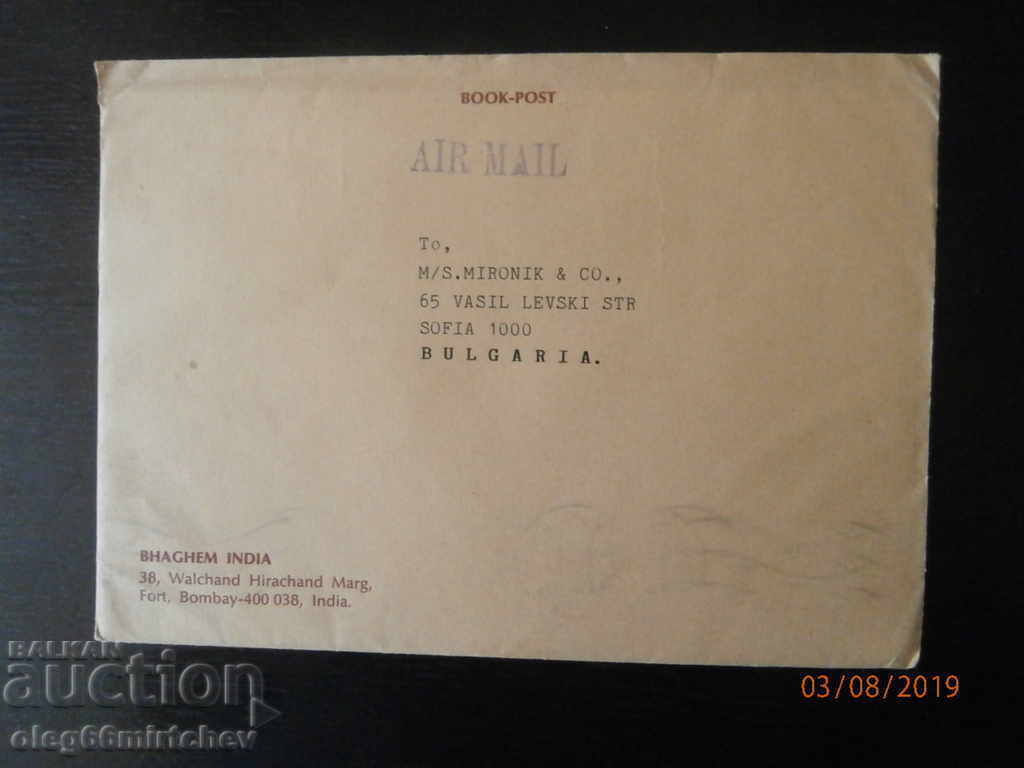 BOOK-POST
AIR MAIL
To,
M/S.MIRONIK & CO.,
65 VASIL LEVSKI STR
SOFIA 1000
BULGARIA.
BHAGHEM INDIA
38, Walchand Hirachand Marg,
Fort, Bombay-400 038, India.
BALKAN
auction
oleg66mirtchev
03/08/2019